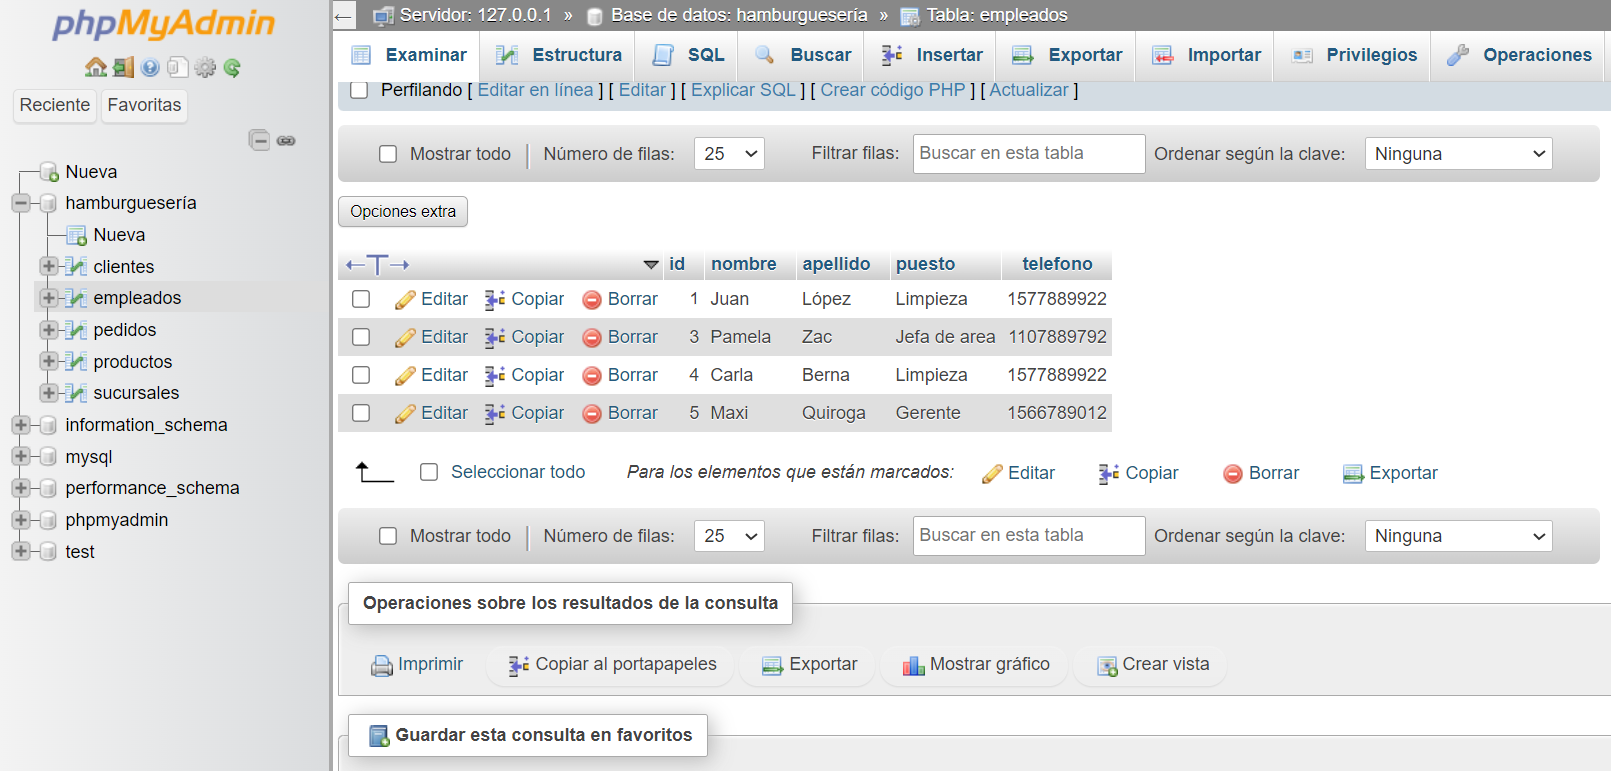 phpMyAdmin
Reciente Favoritas
Nueva
hamburguesería
Nueva
clientes
empleados
pedidos
productos
sucursales
information_schema
mysql
performance_schema
phpmyadmin
test
← Servidor: 127.0.0.1 » Base de datos: hamburguesería » Tabla: empleados
Examinar Estructura SQL Buscar Insertar Exportar Importar Privilegios Operaciones
Perfilando [ Editar en línea ] [ Editar ] [ Explicar SQL ] [ Crear código PHP ] [ Actualizar ]
Mostrar todo | Número de filas: 25 Filtrar filas: Buscar en esta tabla Ordenar según la clave: Ninguna
Opciones extra
←T→ id nombre apellido puesto telefono
Editar Copiar Borrar 1 Juan López Limpieza 1577889922
Editar Copiar Borrar 3 Pamela Zac Jefa de area 1107889792
Editar Copiar Borrar 4 Carla Berna Limpieza 1577889922
Editar Copiar Borrar 5 Maxi Quiroga Gerente 1566789012
Seleccionar todo Para los elementos que están marcados: Editar Copiar Borrar Exportar
Mostrar todo | Número de filas: 25 Filtrar filas: Buscar en esta tabla Ordenar según la clave: Ninguna
Operaciones sobre los resultados de la consulta
Imprimir Copiar al portapapeles Exportar Mostrar gráfico Crear vista
Guardar esta consulta en favoritos